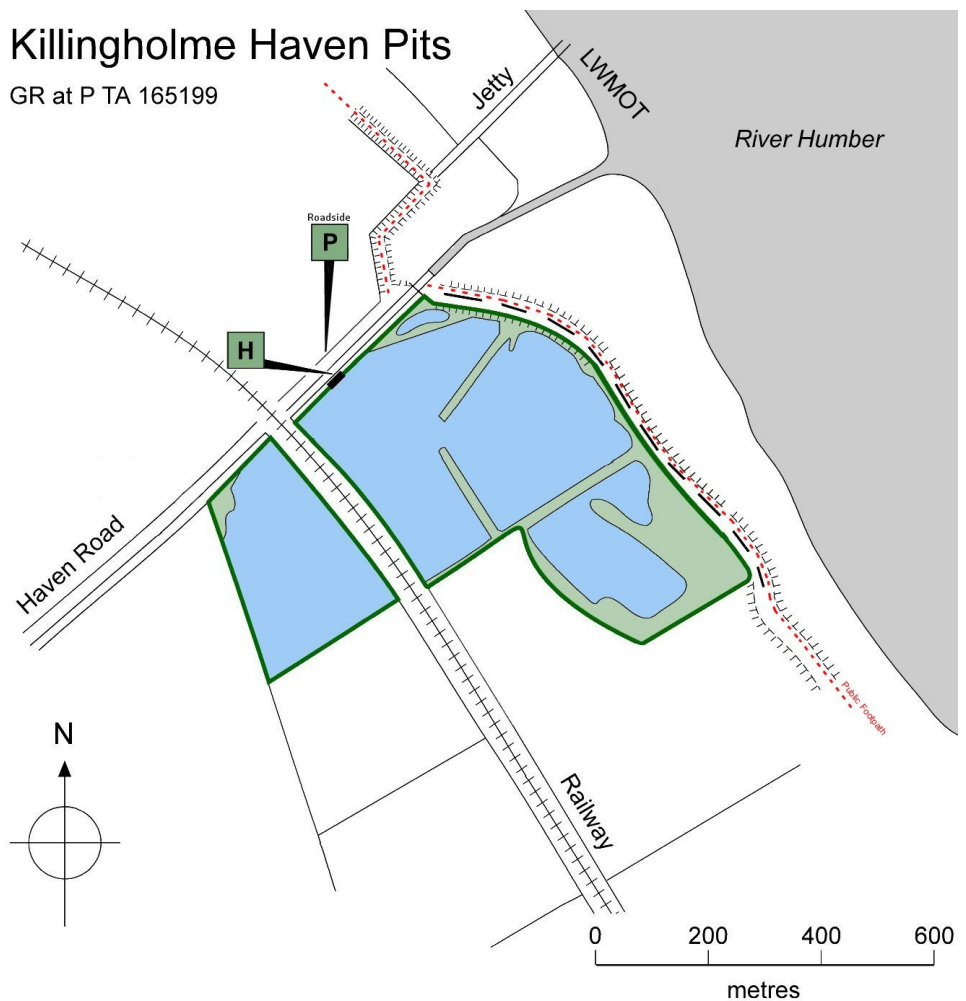 Killingholme Haven Pits
GR at P TA 165199
Jetty
LWMOT
River Humber
Roadside
P
H
Haven Road
Public Footpath
N
Railway
0 200 400 600
metres